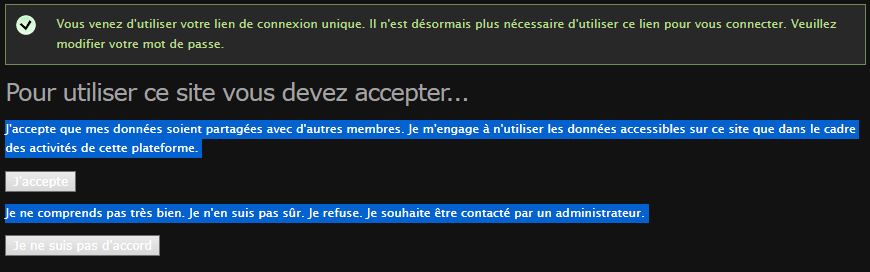 Vous venez d'utiliser votre lien de connexion unique. Il n'est désormais plus nécessaire d'utiliser ce lien pour vous connecter. Veuillez
modifier votre mot de passe.
Pour utiliser ce site vous devez accepter...
J'accepte que mes données soient partagées avec d'autres membres. Je m'engage à n'utiliser les données accessibles sur ce site que dans le cadre
des activités de cette plateforme.
J'accepte
Je ne comprends pas très bien. Je n'en suis pas sûr. Je refuse. Je souhaite être contacté par un administrateur.
Je ne suis pas d'accord